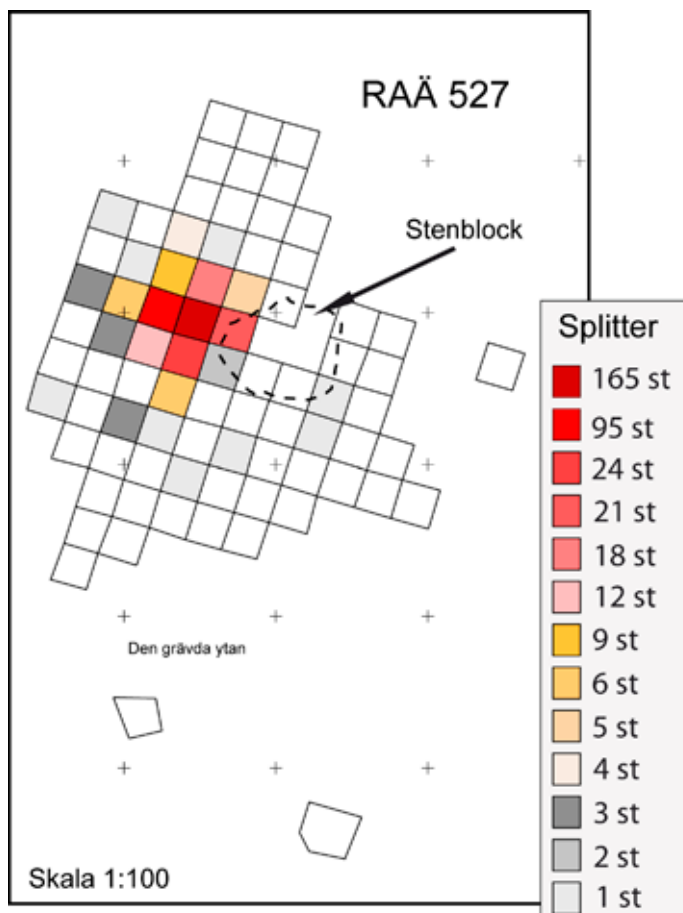 RAÄ 527
Stenblock
Splitter
165 st
95 st
24 st
21 st
18 st
12 st
9 st
6 st
5 st
4 st
3 st
2 st
1 st
Den grävda ytan
Skala 1:100